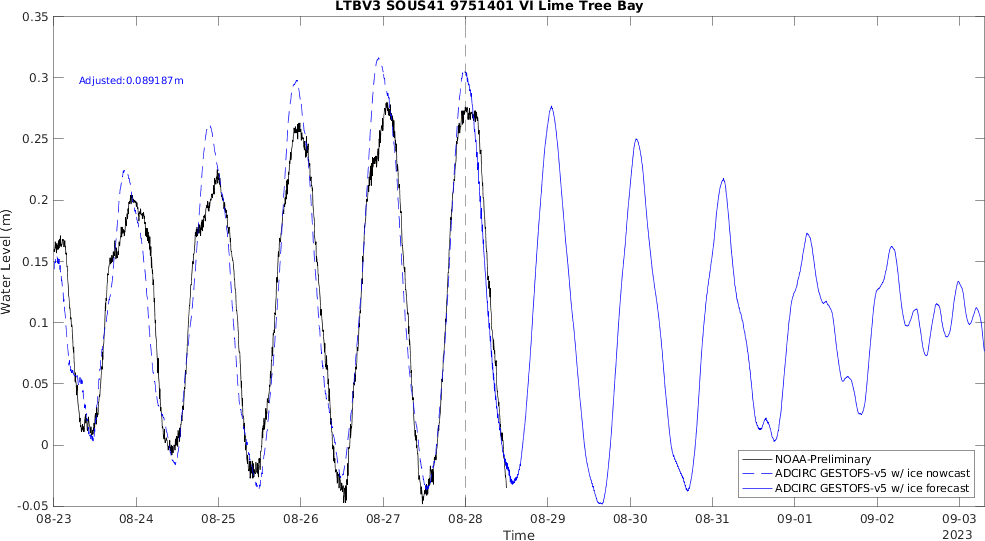 LTBV3 SOUS41 9751401 VI Lime Tree Bay
0.35
0.3
0.25
0.2
0.15
0.1
0.05
0
-0.05
Water Level (m)
Adjusted:0.089187m
NOAA-Preliminary
ADCIRC GESTOFS-v5 w/ ice nowcast
ADCIRC GESTOFS-v5 w/ ice forecast
08-23 08-24 08-25 08-26 08-27 08-28 08-29 08-30 08-31 09-01 09-02 09-03
Time
2023